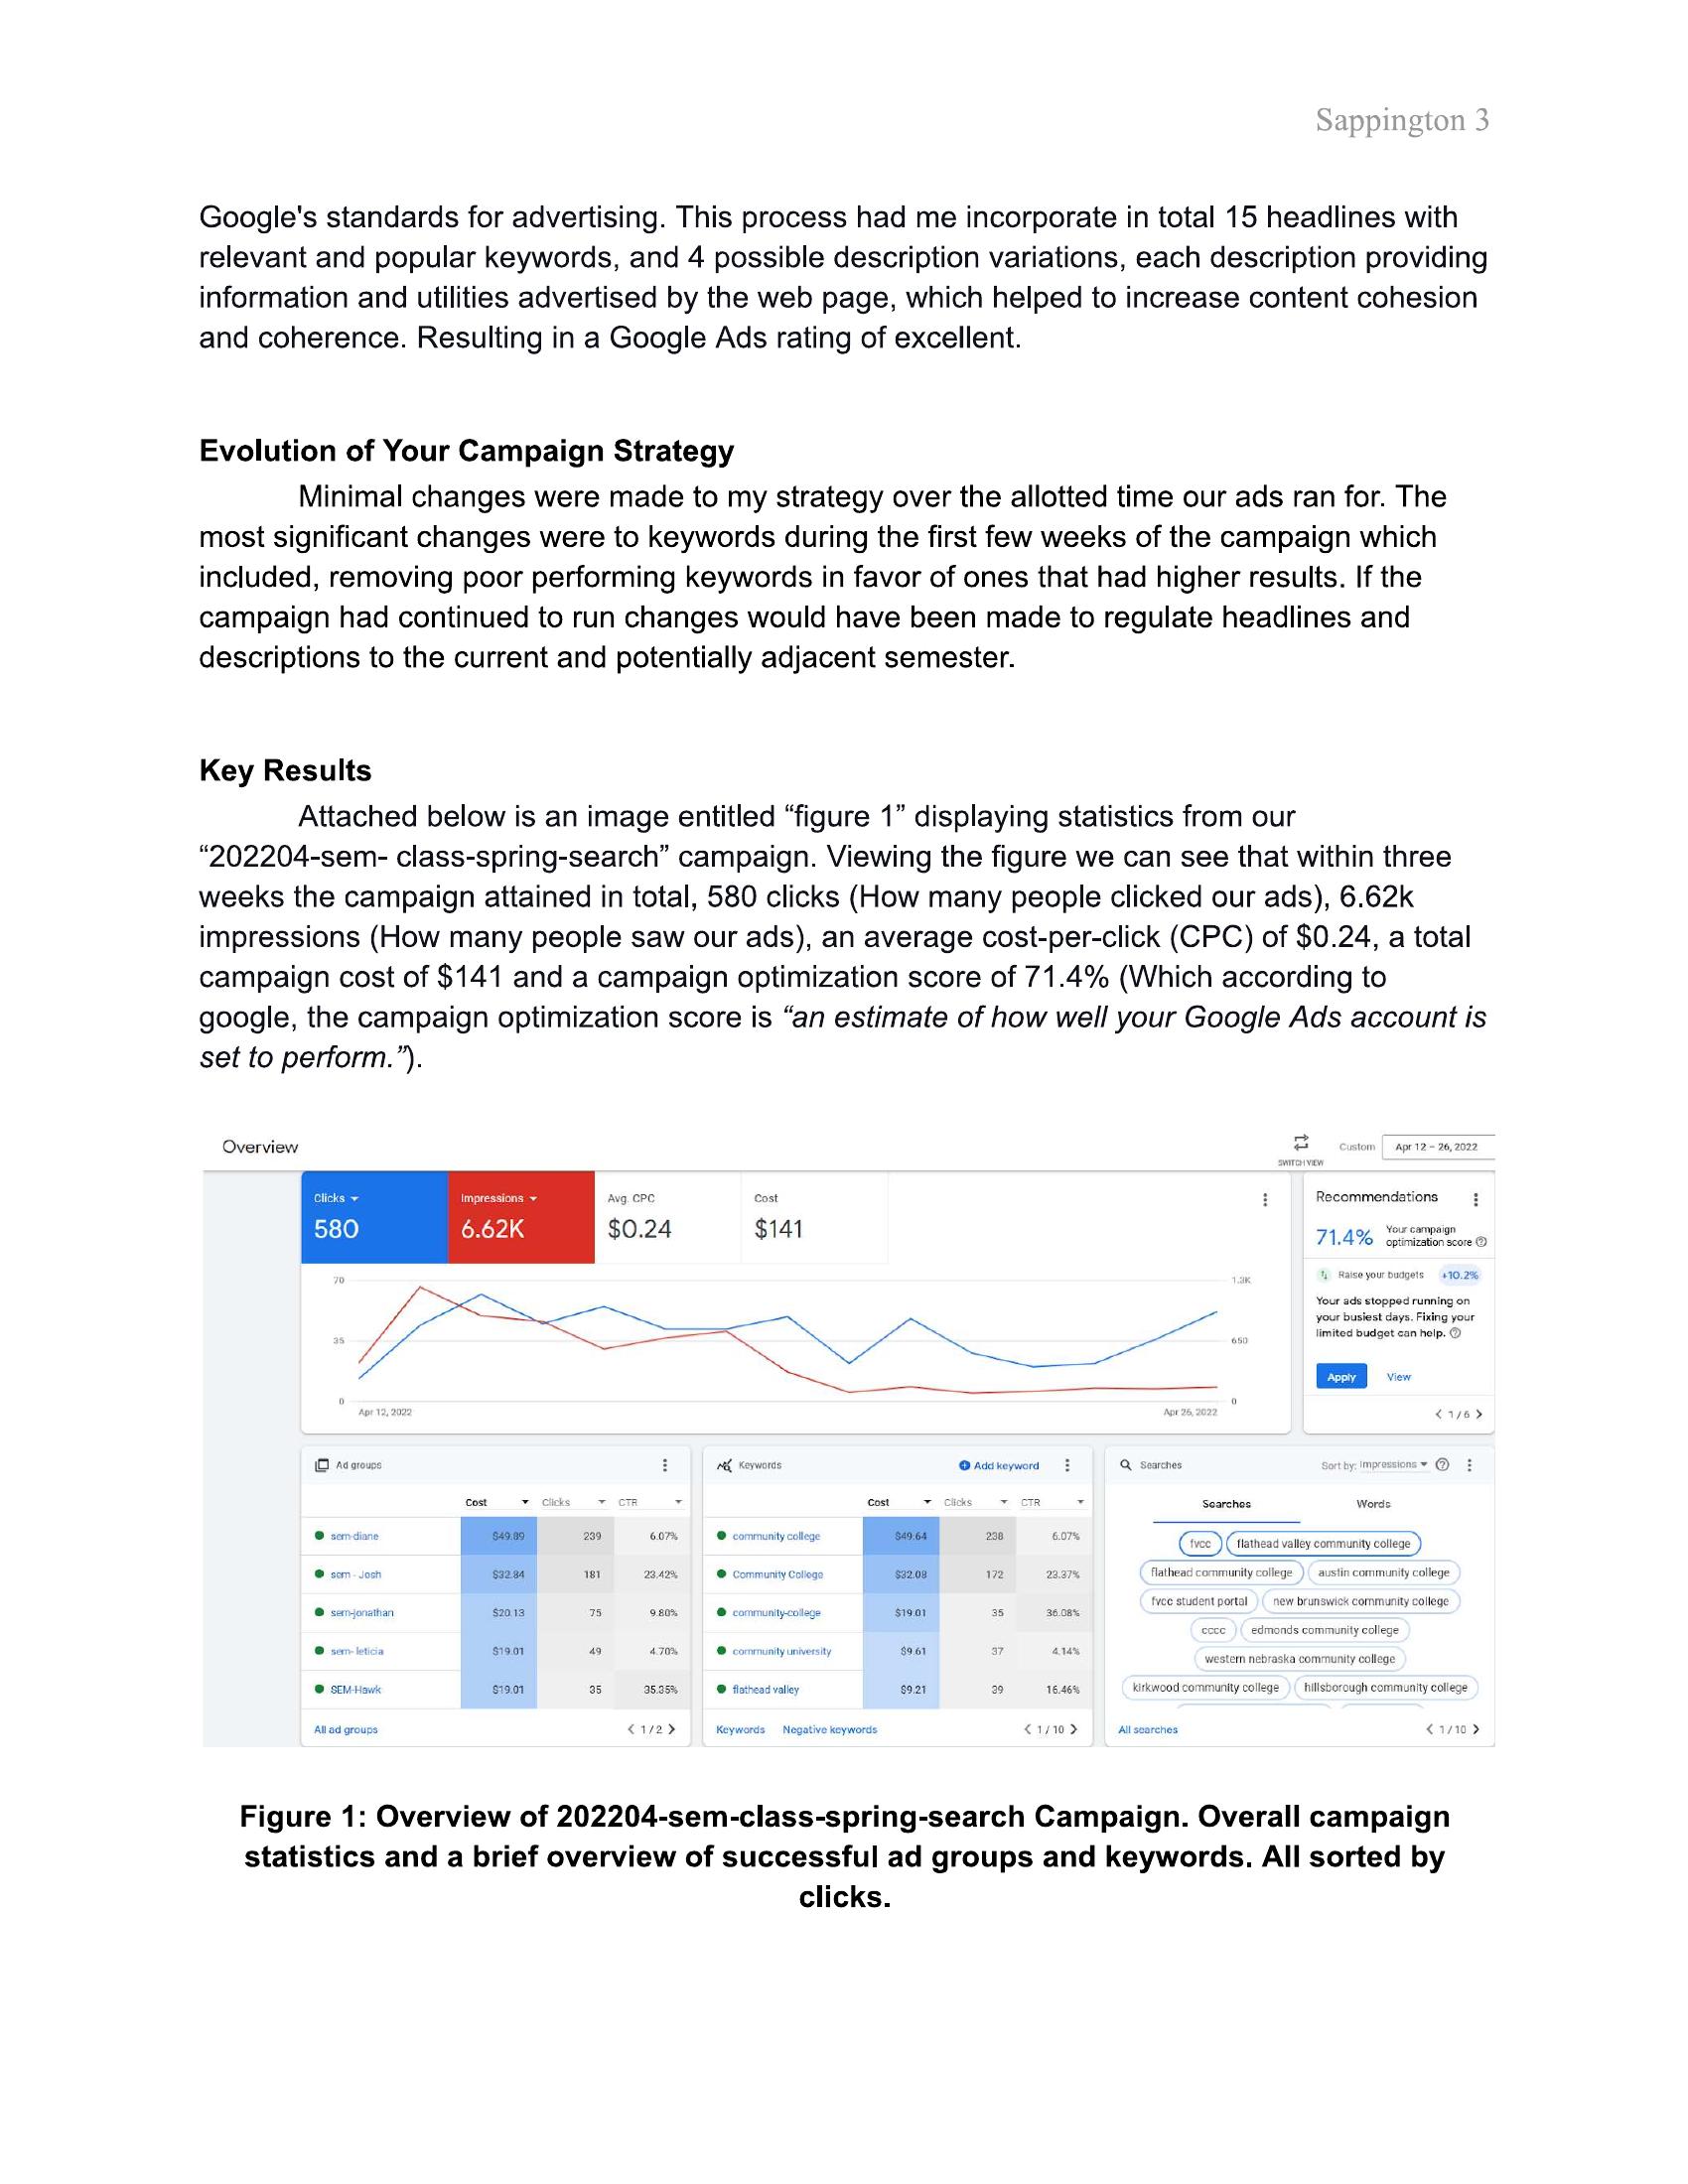 Sappington 3
Google's standards for advertising. This process had me incorporate in total 15 headlines with
relevant and popular keywords, and 4 possible description variations, each description providing
information and utilities advertised by the web page, which helped to increase content cohesion
and coherence. Resulting in a Google Ads rating of excellent.
Evolution of Your Campaign Strategy
Minimal changes were made to my strategy over the allotted time our ads ran for. The
most significant changes were to keywords during the first few weeks of the campaign which
included, removing poor performing keywords in favor of ones that had higher results. If the
campaign had continued to run changes would have been made to regulate headlines and
descriptions to the current and potentially adjacent semester.
Key Results
Attached below is an image entitled “figure 1” displaying statistics from our
“202204-sem- class-spring-search” campaign. Viewing the figure we can see that within three
weeks the campaign attained in total, 580 clicks (How many people clicked our ads), 6.62k
impressions (How many people saw our ads), an average cost-per-click (CPC) of $0.24, a total
campaign cost of $141 and a campaign optimization score of 71.4% (Which according to
google, the campaign optimization score is “an estimate of how well your Google Ads account is
set to perform.”).
Overview
SWITCH VIEW
Custom Apr 12 – 26, 2022
Clicks Impressions Avg. CPC Cost
580 6.62K $0.24 $141
70 1.3K
35 650
0 0
Apr 12, 2022 Apr 26, 2022
Recommendations
71.4% Your campaign
optimization score
Raise your budgets +10.2%
Your ads stopped running on
your busiest days. Fixing your
limited budget can help.
Apply View
1 / 6
Ad groups
Cost Clicks CTR
sem-diane $49.89 239 6.07%
sem - Josh $32.84 181 23.42%
sem-jonathan $20.13 75 9.80%
sem- leticia $19.01 49 4.70%
SEM-Hawk $19.01 35 35.35%
All ad groups 1 / 2
Keywords Add keyword
Cost Clicks CTR
community college $49.64 238 6.07%
Community College $32.08 172 23.37%
community-college $19.01 35 36.08%
community university $9.61 37 4.14%
flathead valley $9.21 39 16.46%
Keywords Negative keywords 1 / 10
Searches Sort by: Impressions
Searches Words
fvcc flathead valley community college
flathead community college austin community college
fvcc student portal new brunswick community college
cccc edmonds community college
western nebraska community college
kirkwood community college hillsborough community college
All searches 1 / 10
Figure 1: Overview of 202204-sem-class-spring-search Campaign. Overall campaign
statistics and a brief overview of successful ad groups and keywords. All sorted by
clicks.